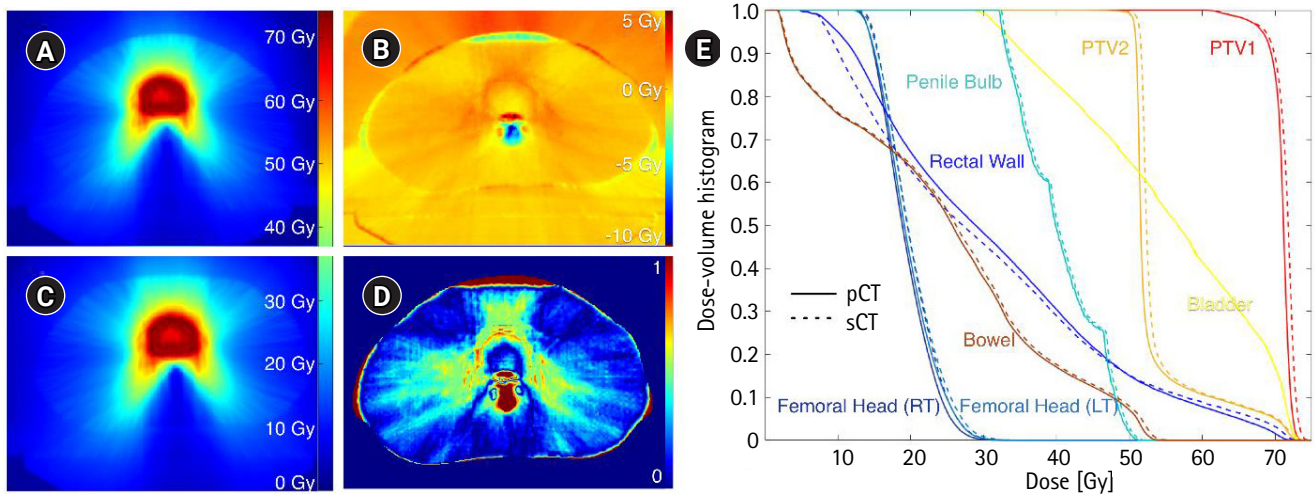 A
70 Gy
60 Gy
50 Gy
40 Gy
B
5 Gy
0 Gy
-5 Gy
-10 Gy
C
30 Gy
20 Gy
10 Gy
0 Gy
D
1
0
E
Dose-volume histogram
1.0
0.9
0.8
0.7
0.6
0.5
0.4
0.3
0.2
0.1
0
PTV2
PTV1
Penile Bulb
Rectal Wall
pCT
sCT
Bladder
Bowel
Femoral Head (RT)
Femoral Head (LT)
10 20 30 40 50 60 70
Dose [Gy]